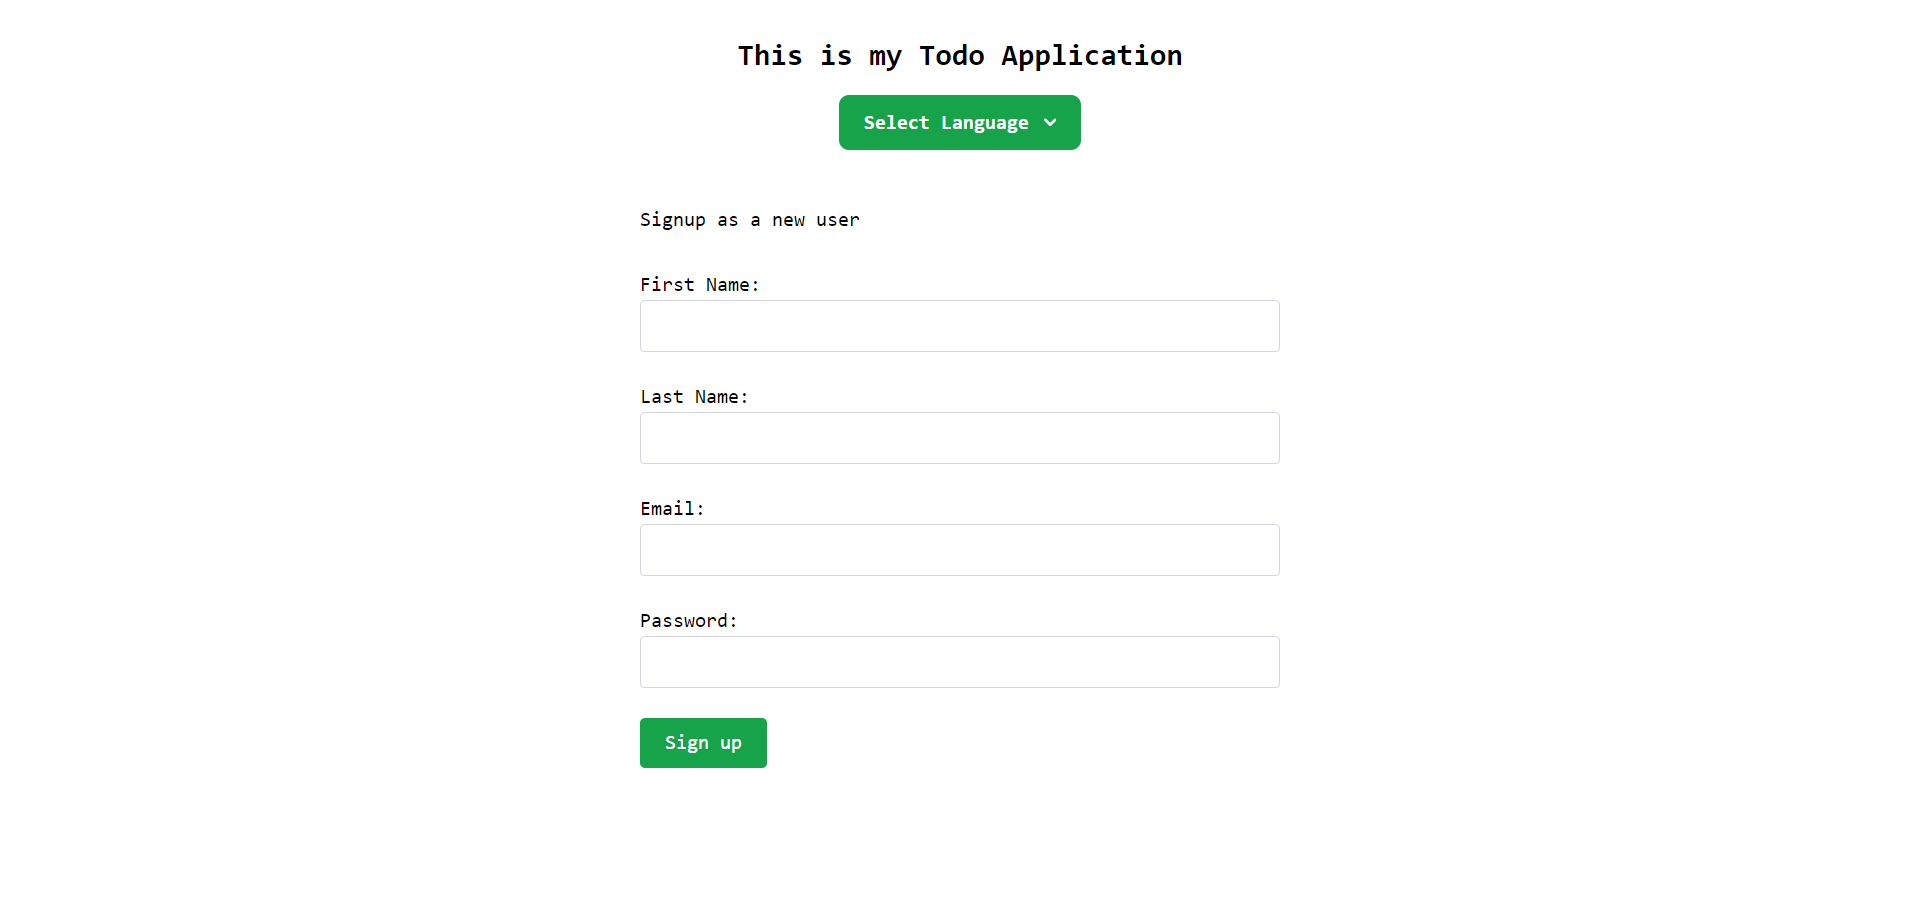 This is my Todo Application
Select Language
Signup as a new user
First Name:
Last Name:
Email:
Password:
Sign up